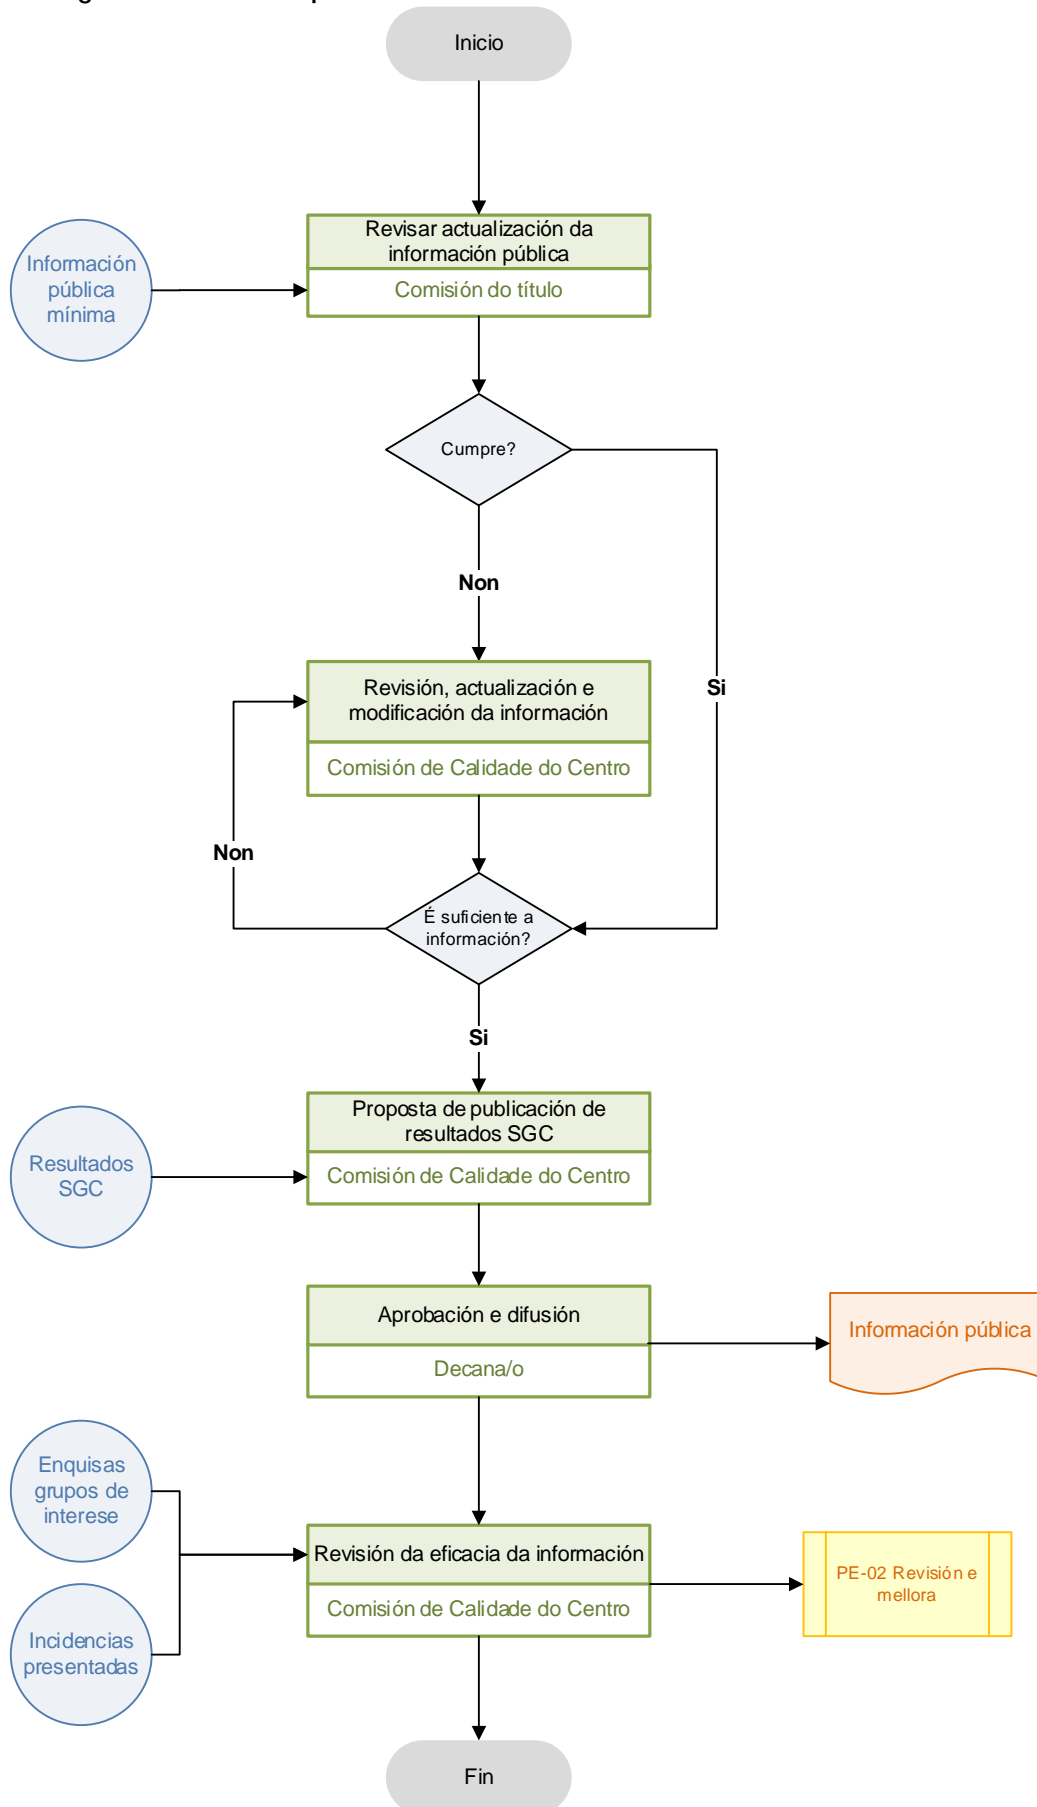 Inicio
Revisar actualización da
información pública
Comisión do título
Información
pública
mínima
Cumpre?
Non
Si
Revisión, actualización e
modificación da información
Comisión de Calidade do Centro
Non
É suficiente a
información?
Si
Proposta de publicación de
resultados SGC
Comisión de Calidade do Centro
Resultados
SGC
Aprobación e difusión
Decana/o
Información pública
Enquisas
grupos de
interese
Revisión da eficacia da información
Comisión de Calidade do Centro
PE-02 Revisión e
mellora
Incidencias
presentadas
Fin